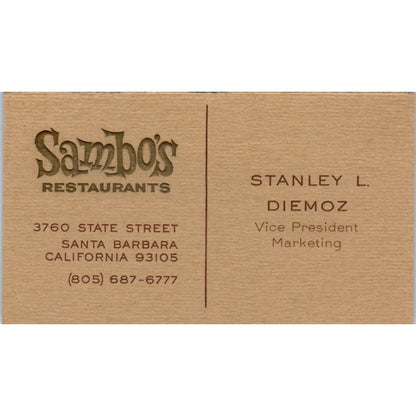 Sambo's
RESTAURANTS
3760 STATE STREET
SANTA BARBARA
CALIFORNIA 93105
(805) 687-6777
STANLEY L.
DIEMOZ
Vice President
Marketing